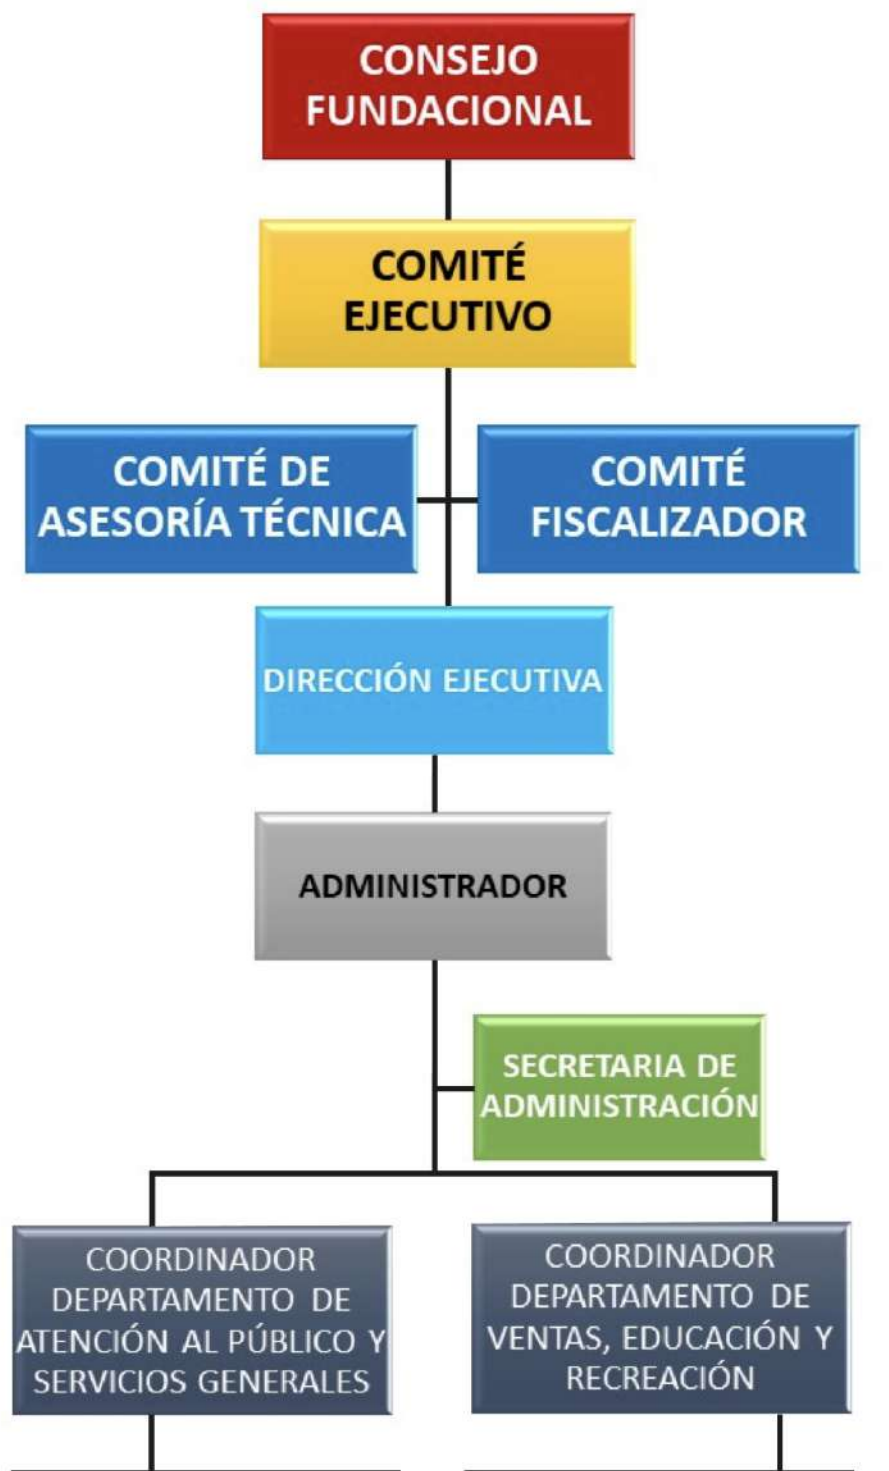 CONSEJO
FUNDACIONAL
COMITÉ
EJECUTIVO
COMITÉ DE
ASESORÍA TÉCNICA
COMITÉ
FISCALIZADOR
DIRECCIÓN EJECUTIVA
ADMINISTRADOR
SECRETARIA DE
ADMINISTRACIÓN
COORDINADOR
DEPARTAMENTO DE
ATENCIÓN AL PÚBLICO Y
SERVICIOS GENERALES
COORDINADOR
DEPARTAMENTO DE
VENTAS, EDUCACIÓN Y
RECREACIÓN